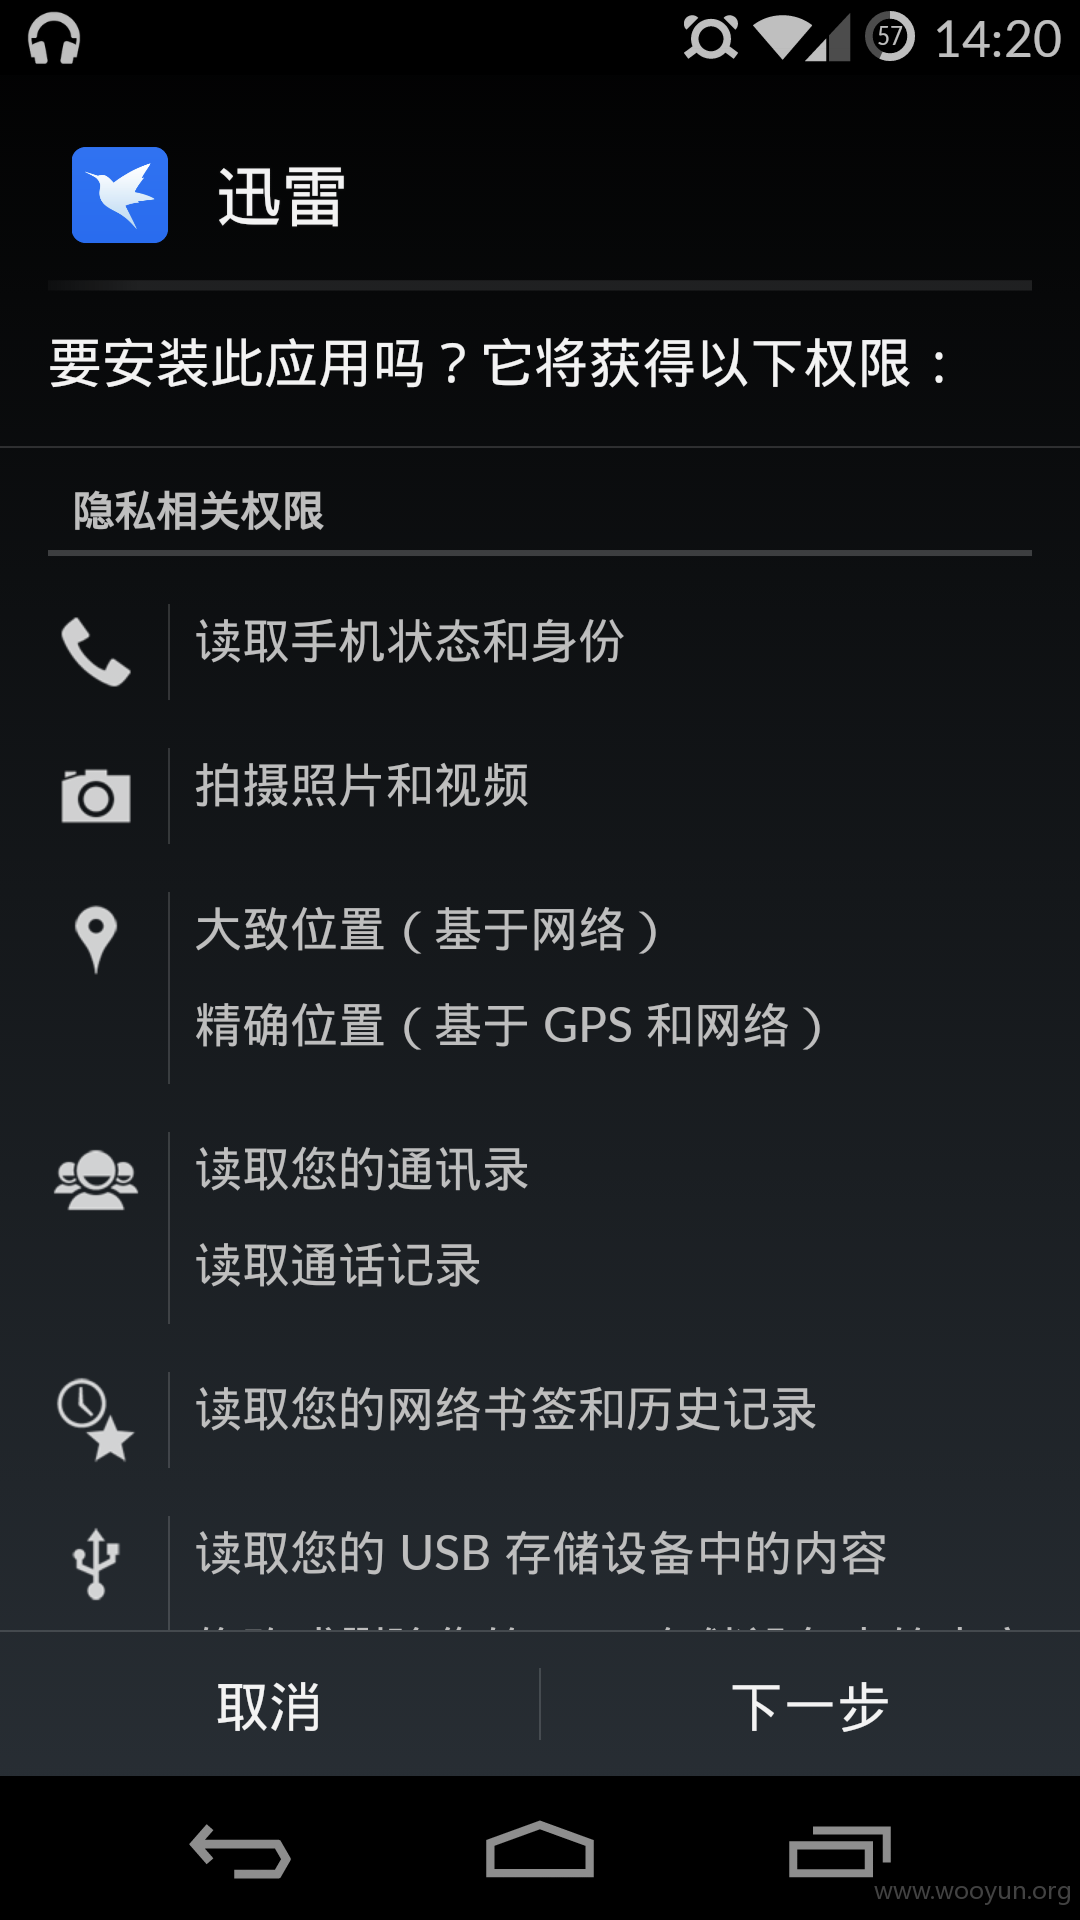 57 14:20
迅雷
要安装此应用吗？它将获得以下权限：
隐私相关权限
读取手机状态和身份
拍摄照片和视频
大致位置（基于网络）
精确位置（基于 GPS 和网络）
读取您的通讯录
读取通话记录
读取您的网络书签和历史记录
读取您的 USB 存储设备中的内容
取消 下一步
www.wooyun.org